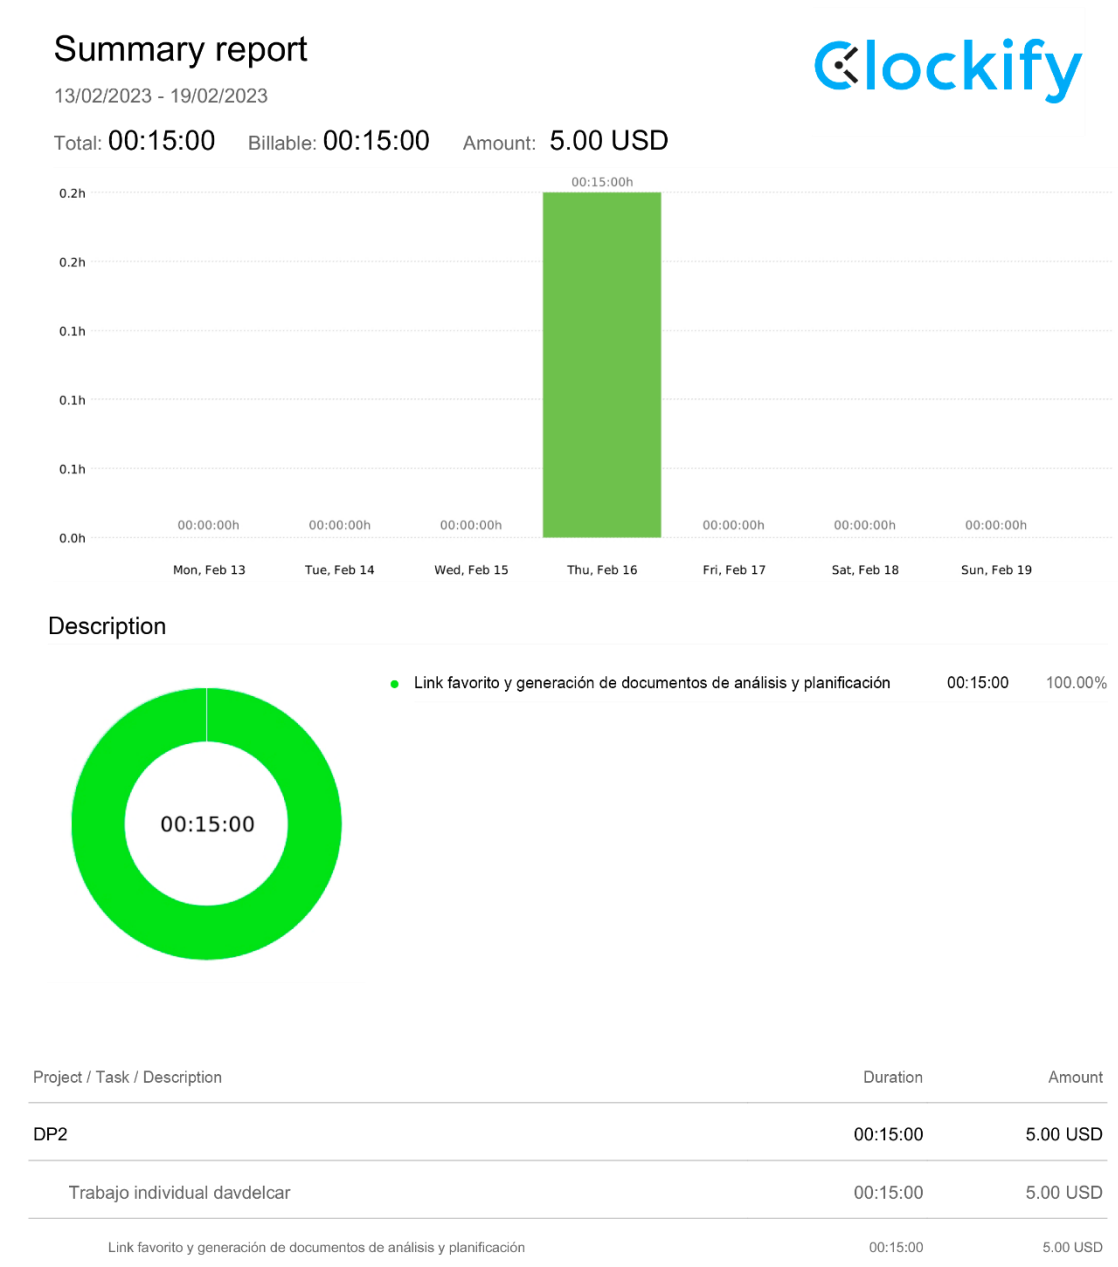 Summary report
Clockify
13/02/2023 - 19/02/2023
Total: 00:15:00 Billable: 00:15:00 Amount: 5.00 USD
00:15:00h
0.2h
0.2h
0.1h
0.1h
0.1h
00:00:00h 00:00:00h 00:00:00h 00:00:00h 00:00:00h 00:00:00h
0.0h
Mon, Feb 13 Tue, Feb 14 Wed, Feb 15 Thu, Feb 16 Fri, Feb 17 Sat, Feb 18 Sun, Feb 19
Description
Link favorito y generación de documentos de análisis y planificación 00:15:00 100.00%
00:15:00
Project / Task / Description Duration Amount
DP2 00:15:00 5.00 USD
Trabajo individual davdelcar 00:15:00 5.00 USD
Link favorito y generación de documentos de análisis y planificación 00:15:00 5.00 USD